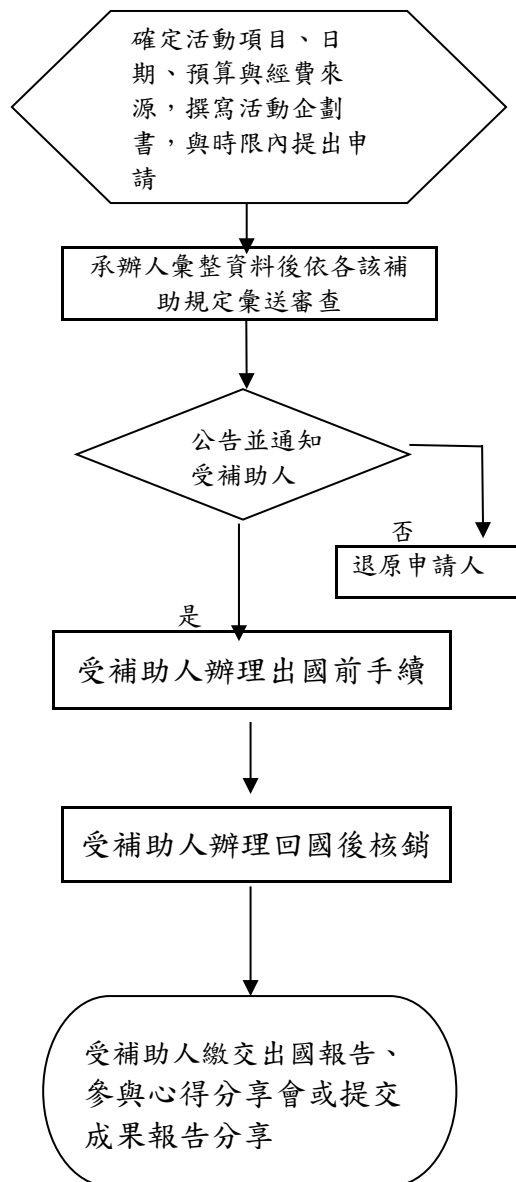 確定活動項目、日
期、預算與經費來
源，撰寫活動企劃
書，與時限內提出申
請
承辦人彙整資料後依各該補
助規定彙送審查
公告並通知
受補助人
否
退原申請人
是
受補助人辦理出國前手續
受補助人辦理回國後核銷
受補助人繳交出國報告、
參與心得分享會或提交
成果報告分享